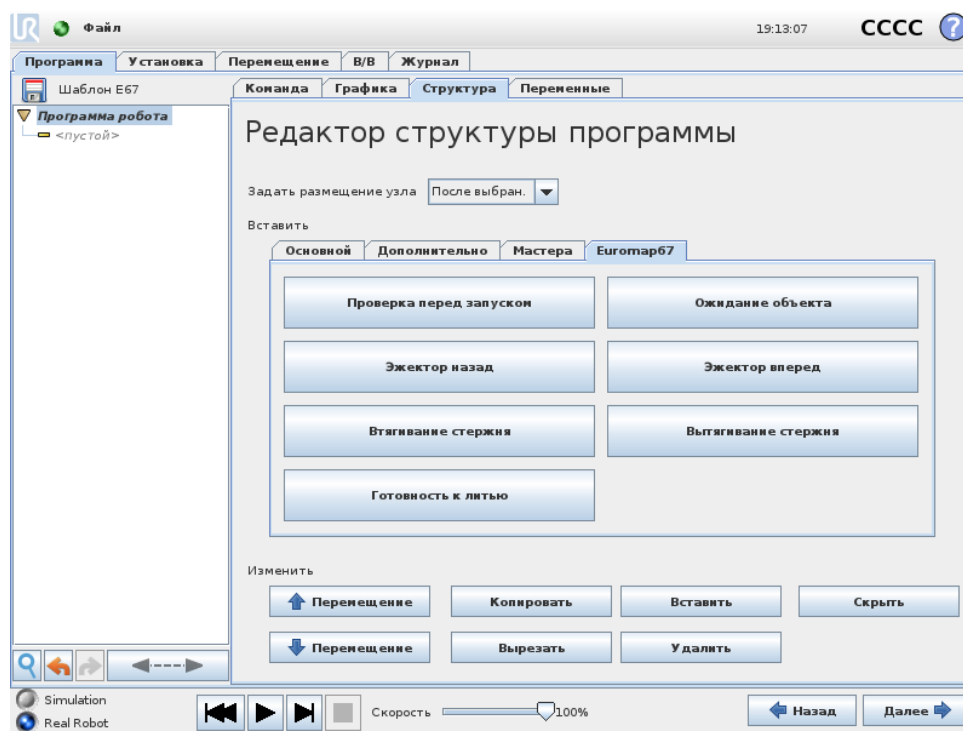 UR Файл 19:13:07 CCCC ?
Программа Установка Перемещение В/В Журнал
Шаблон E67 Команда Графика Структура Переменные
Программа робота
<пустой>
Редактор структуры программы
Задать размещение узла После выбран.
Вставить
Основной Дополнительно Мастера Euromap67
Проверка перед запуском Ожидание объекта
Эжектор назад Эжектор вперед
Втягивание стержня Вытягивание стержня
Готовность к литью
Изменить
Перемещение Копировать Вставить Скрыть
Перемещение Вырезать Удалить
Simulation
Real Robot
Скорость 100% Назад Далее